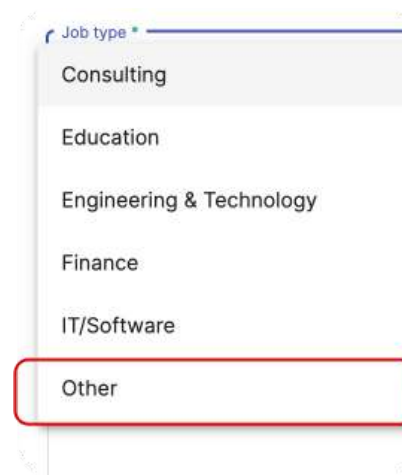 Job type *
Consulting
Education
Engineering & Technology
Finance
IT/Software
Other